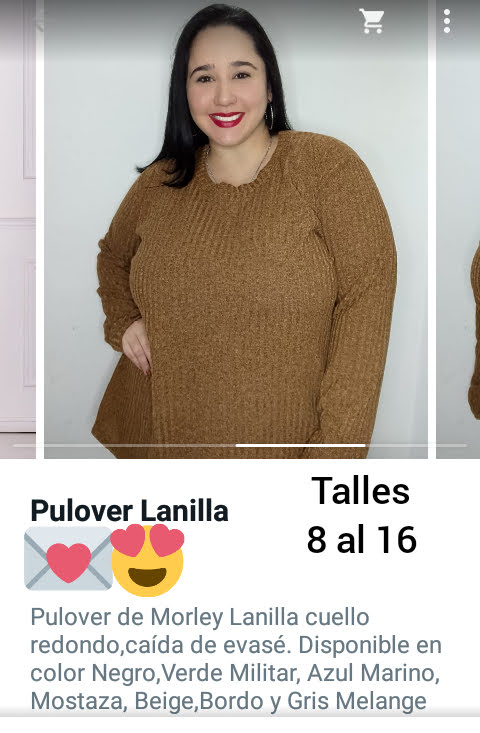 Pulover Lanilla
Talles
8 al 16
Pulover de Morley Lanilla cuello
redondo,caída de evasé. Disponible en
color Negro,Verde Militar, Azul Marino,
Mostaza, Beige,Bordo y Gris Melange